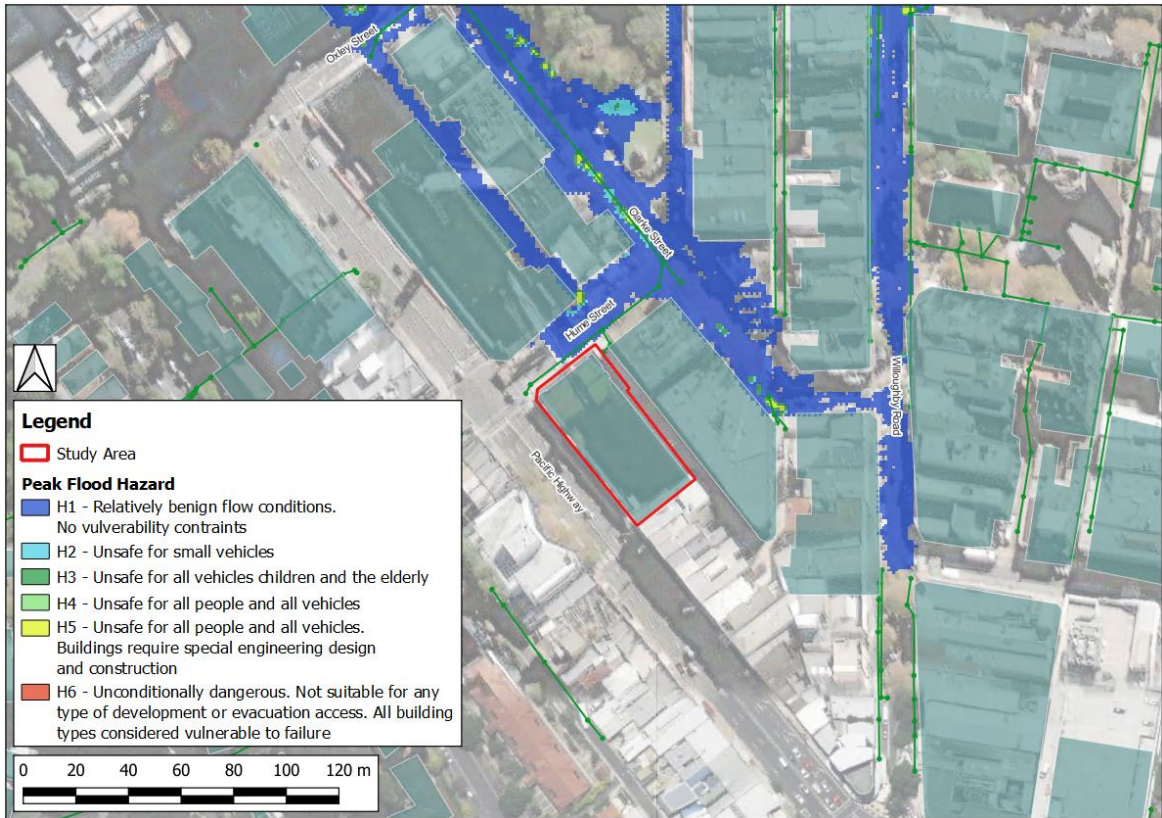 Oxley Street
Clarke Street
Hume Street
Willoughby Road
Pacific Highway
Legend
Study Area
Peak Flood Hazard
H1 - Relatively benign flow conditions.
No vulverability contraints
H2 - Unsafe for small vehicles
H3 - Unsafe for all vehicles children and the elderly
H4 - Unsafe for all people and all vehicles
H5 - Unsafe for all people and all vehicles.
Buildings require special engineering design
and construction
H6 - Unconditionally dangerous. Not suitable for any
type of development or evacuation access. All building
types considered vulnerable to failure
0 20 40 60 80 100 120 m